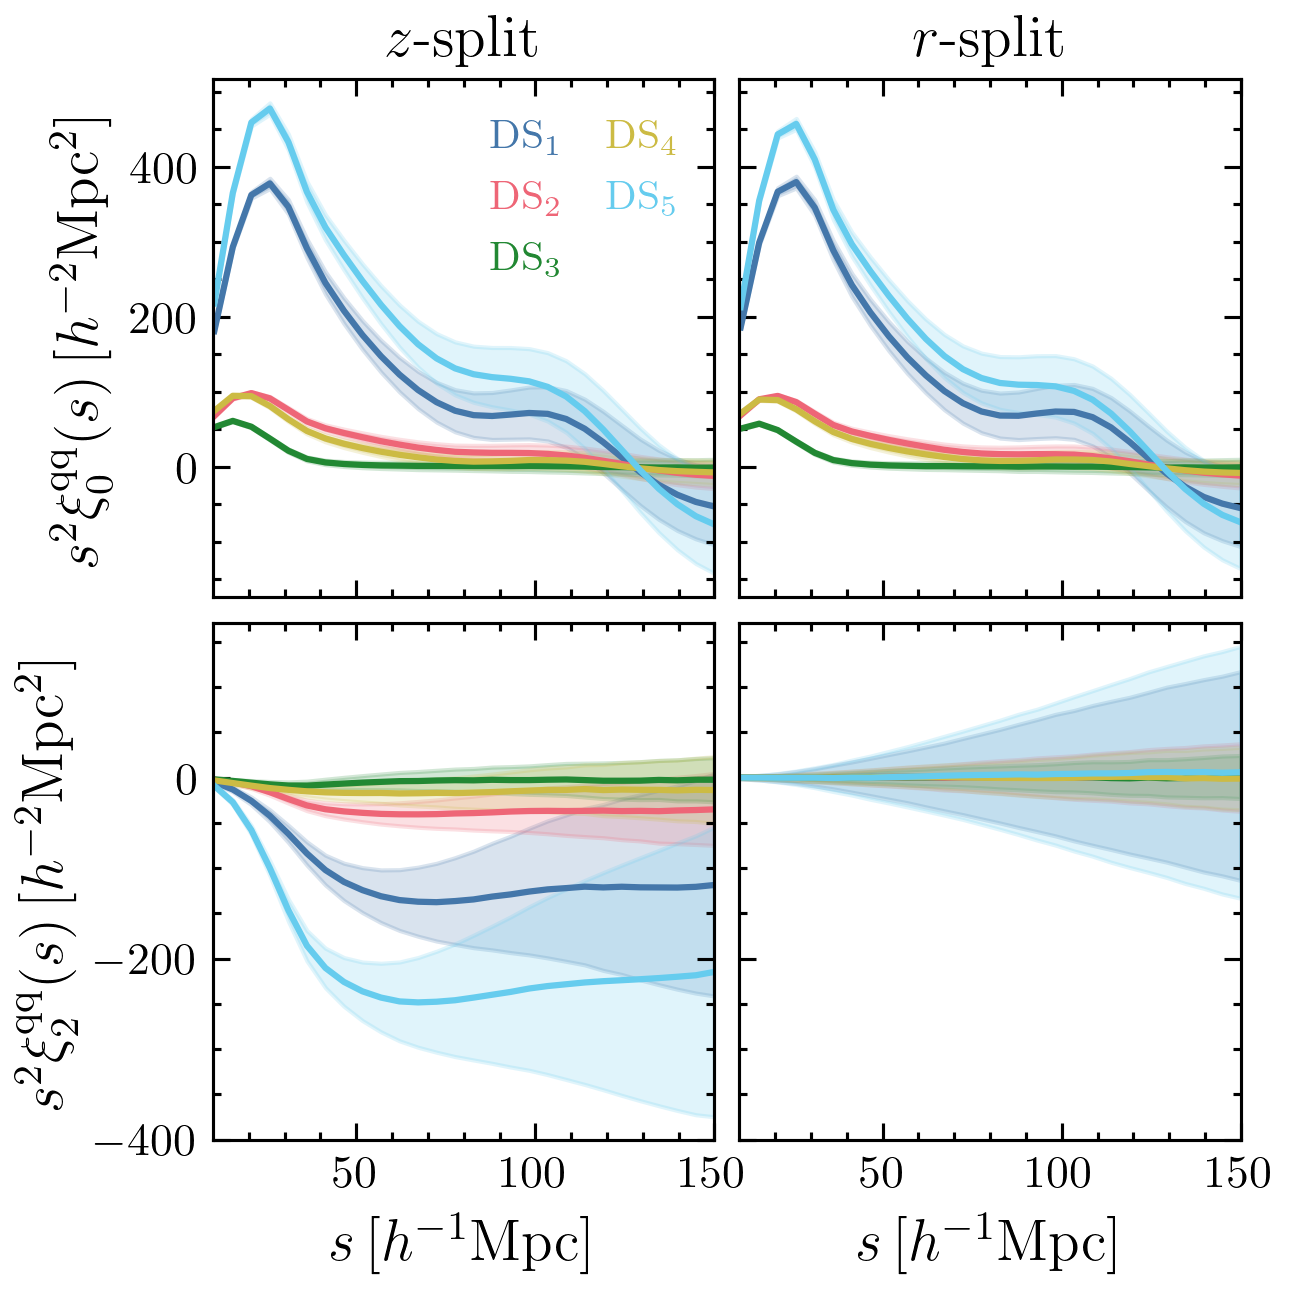 z-split
r-split
s²ξ₀^qq(s) [h⁻²Mpc²]
400
200
0
DS₁ DS₄
DS₂ DS₅
DS₃
s²ξ₂^qq(s) [h⁻²Mpc²]
0
−200
−400
50 100 150
50 100 150
s [h⁻¹Mpc]
s [h⁻¹Mpc]